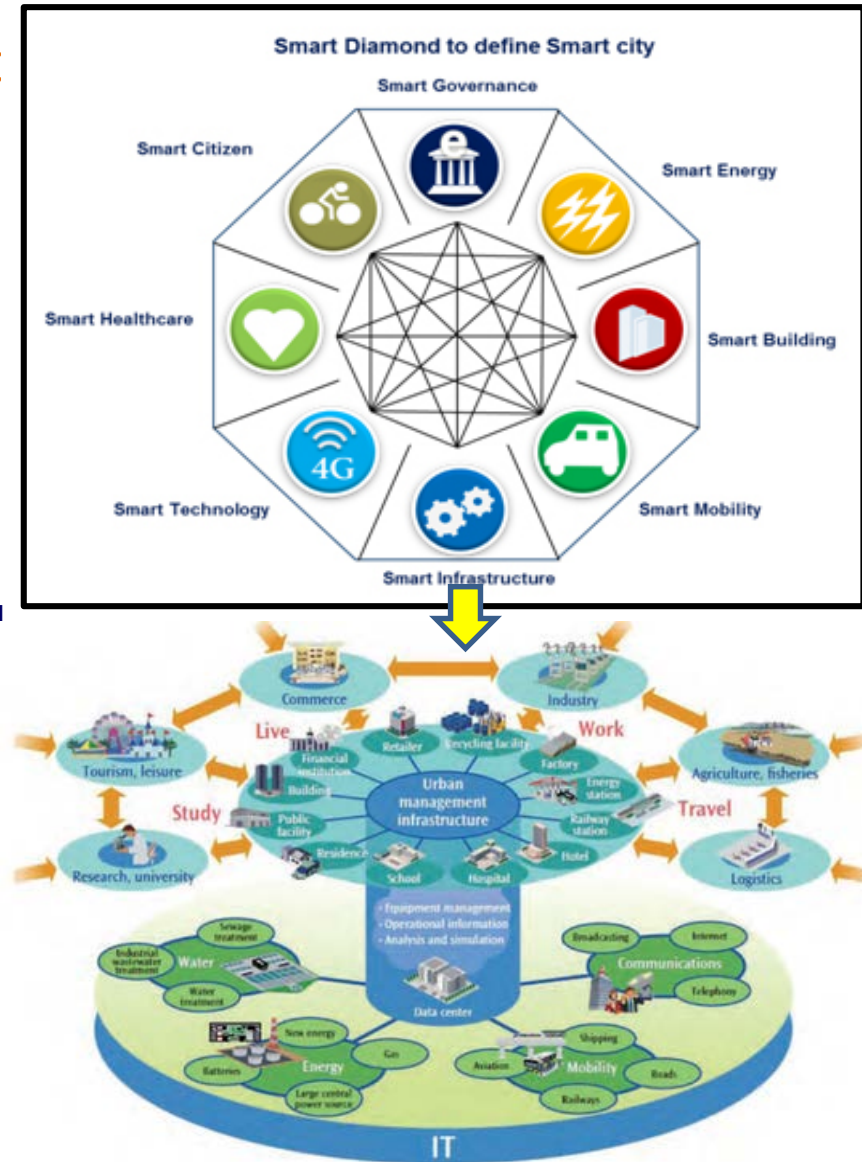 Smart Diamond to define Smart city
Smart Governance
Smart Citizen
Smart Energy
e
Smart Healthcare
Smart Building
4G
Smart Technology
Smart Mobility
Smart Infrastructure
Commerce
Industry
Live
Work
Retailer
Recycling facility
Financial
institution
Factory
Tourism, leisure
Agriculture, fisheries
Building
Urban
management
infrastructure
Energy
station
Study
Travel
Public
facility
Railway
station
Residence
Hotel
School
Hospital
Research, university
Logistics
• Equipment management
• Operational information
• Analysis and simulation
Data center
Sewage
treatment
Industrial
wastewater
treatment
Water
Water
treatment
Broadcasting
Internet
Communications
Telephony
New energy
Gas
Batteries
Energy
Large central
power source
Shipping
Aviation
Mobility
Roads
Railways
IT